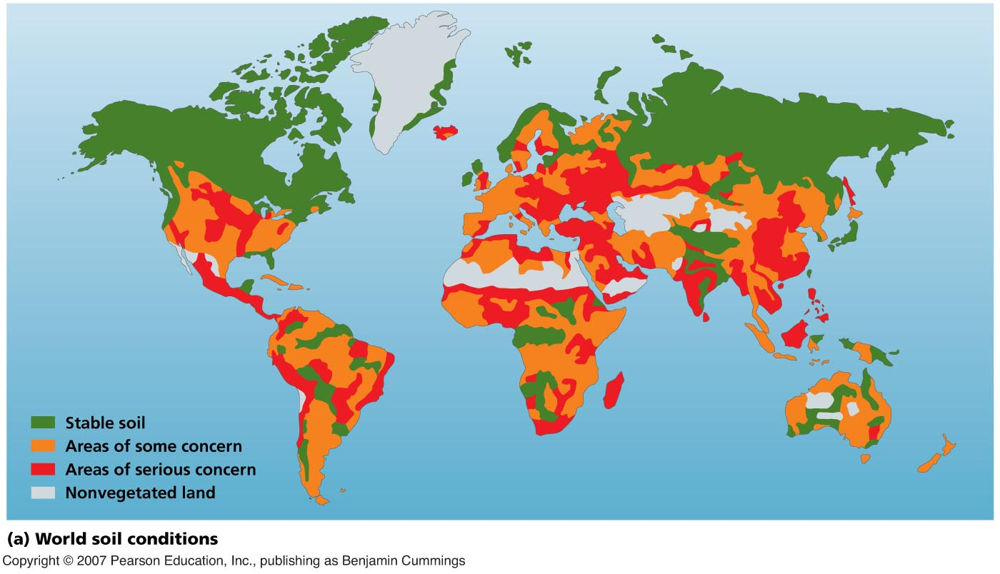 Stable soil
Areas of some concern
Areas of serious concern
Nonvegetated land
(a) World soil conditions
Copyright © 2007 Pearson Education, Inc., publishing as Benjamin Cummings